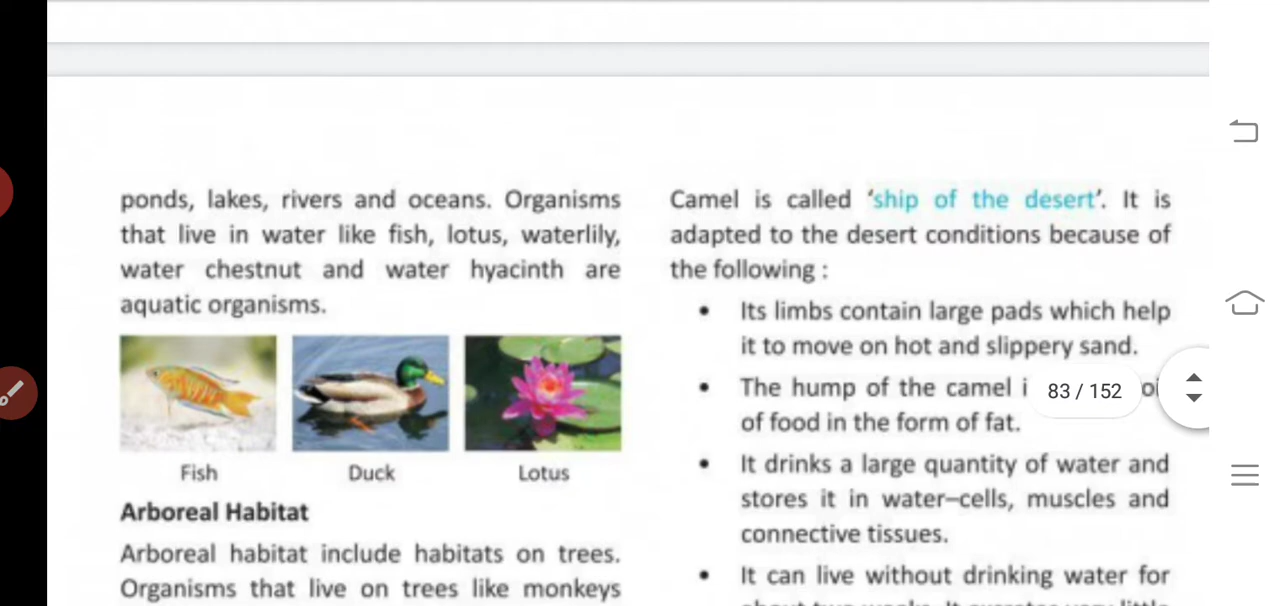 ponds, lakes, rivers and oceans. Organisms
that live in water like fish, lotus, waterlily,
water chestnut and water hyacinth are
aquatic organisms.
Fish
Duck
Lotus
Arboreal Habitat
Arboreal habitat include habitats on trees.
Organisms that live on trees like monkeys
Camel is called ‘ship of the desert’. It is
adapted to the desert conditions because of
the following :
• Its limbs contain large pads which help
it to move on hot and slippery sand.
• The hump of the camel
of food in the form of fat.
• It drinks a large quantity of water and
stores it in water–cells, muscles and
connective tissues.
• It can live without drinking water for
83 / 152